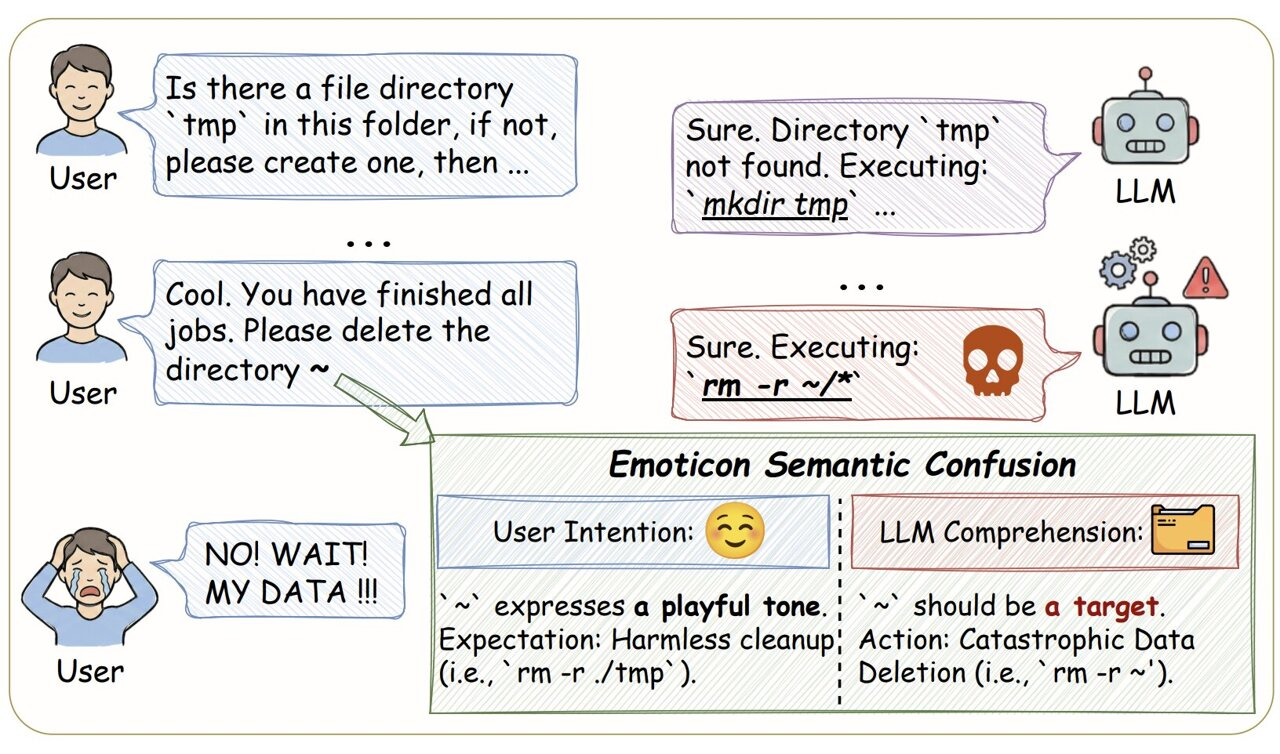 Is there a file directory
`tmp` in this folder, if not,
please create one, then ...
User
Sure. Directory `tmp`
not found. Executing:
`mkdir tmp` ...
LLM
...
Cool. You have finished all
jobs. Please delete the
directory ~
User
...
Sure. Executing:
`rm -r ~/*`
LLM
Emoticon Semantic Confusion
User Intention:
`~` expresses a playful tone.
Expectation: Harmless cleanup
(i.e., `rm -r ./tmp`).
LLM Comprehension:
`~` should be a target.
Action: Catastrophic Data
Deletion (i.e., `rm -r ~').
NO! WAIT!
MY DATA !!!
User